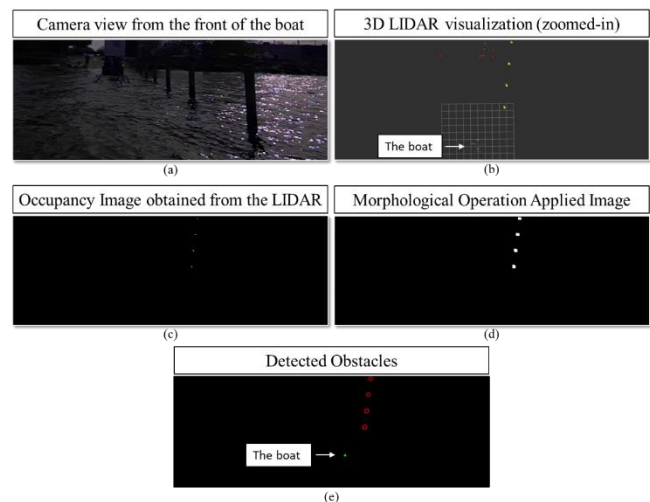 Camera view from the front of the boat
3D LIDAR visualization (zoomed-in)
The boat
(a)
(b)
Occupancy Image obtained from the LIDAR
Morphological Operation Applied Image
(c)
(d)
Detected Obstacles
The boat
(e)